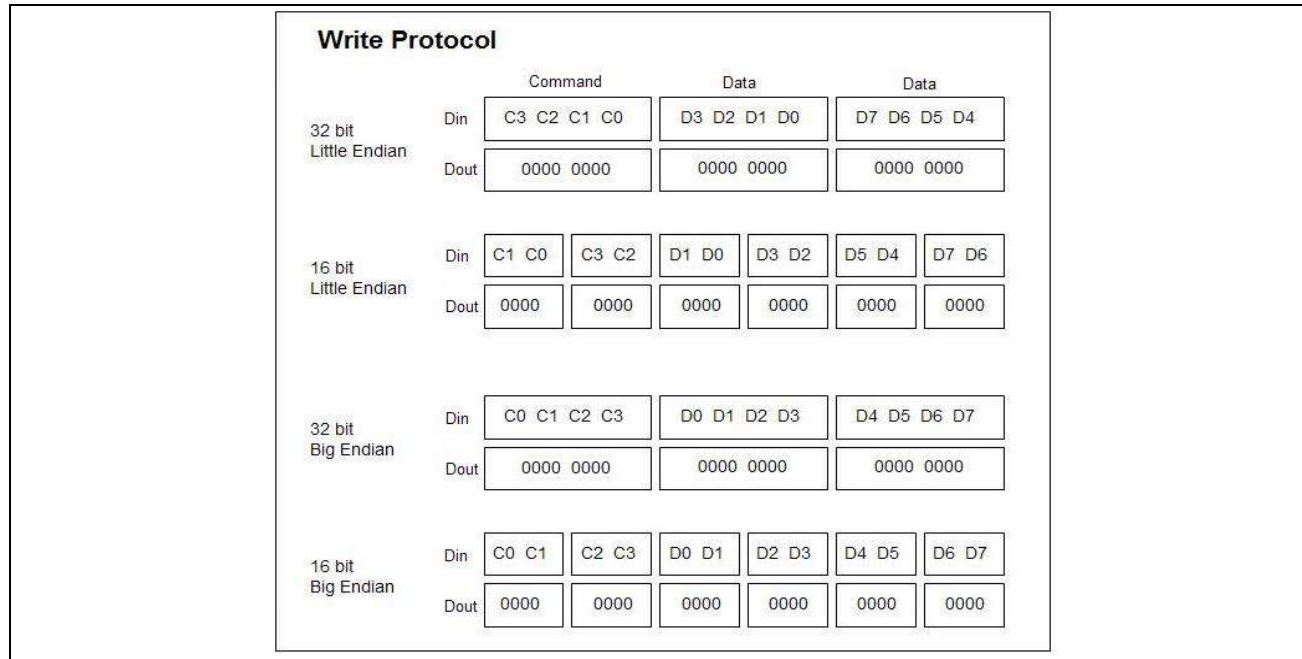 Write Protocol
Command Data Data
32 bit
Little Endian
Din C3 C2 C1 C0 D3 D2 D1 D0 D7 D6 D5 D4
Dout 0000 0000 0000 0000 0000 0000
16 bit
Little Endian
Din C1 C0 C3 C2 D1 D0 D3 D2 D5 D4 D7 D6
Dout 0000 0000 0000 0000 0000 0000
32 bit
Big Endian
Din C0 C1 C2 C3 D0 D1 D2 D3 D4 D5 D6 D7
Dout 0000 0000 0000 0000 0000 0000
16 bit
Big Endian
Din C0 C1 C2 C3 D0 D1 D2 D3 D4 D5 D6 D7
Dout 0000 0000 0000 0000 0000 0000